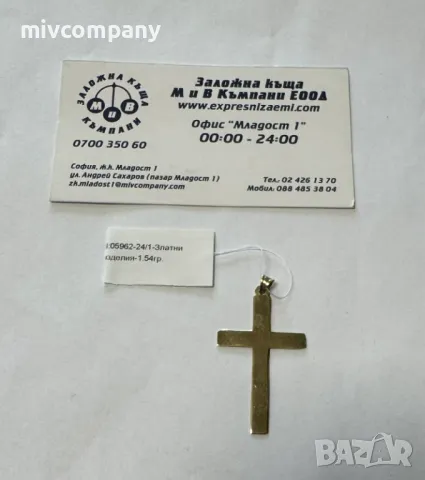 mivcompany
ЗАЛОЖНА КЪЩА
М и В
КЪМПАНИ
0700 350 60
Заложна къща
М и В Къмпани ЕООД
www.expresnizaemi.com
Офис "Младост 1"
00:00 - 24:00
София, ж.к. Младост 1
ул. Андрей Сахаров (пазар Младост 1)
zh.mladost1@mivcompany.com
Тел.: 02 426 13 70
Мобил: 088 485 38 04
05962-24/1-Златни
зделия-1.54гр.
BAZAR